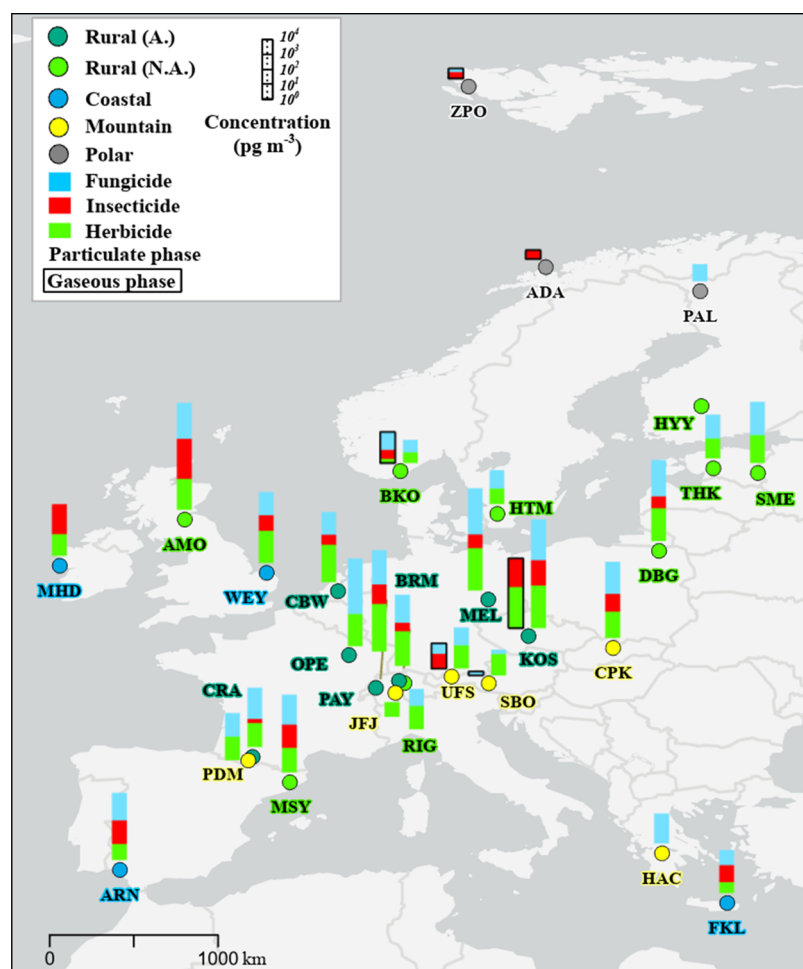 Rural (A.)
Rural (N.A.)
Coastal
Mountain
Polar
Fungicide
Insecticide
Herbicide
Particulate phase
Gaseous phase
10⁴
10³
10²
10¹
10⁰
Concentration
(pg m⁻³)
ZPO
ADA
PAL
HYY
THK
SME
BKO
HTM
AMO
DBG
MHD
WEY
CBW
BRM
MEL
KOS
CPK
OPE
PAY
UFS
SBO
CRA
JFJ
RIG
PDM
MSY
ARN
HAC
FKL
0
1000 km